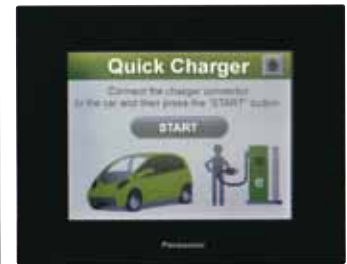 Quick Charger
Connect the charger connector
to the car and then press the "START" button
START
Panasonic